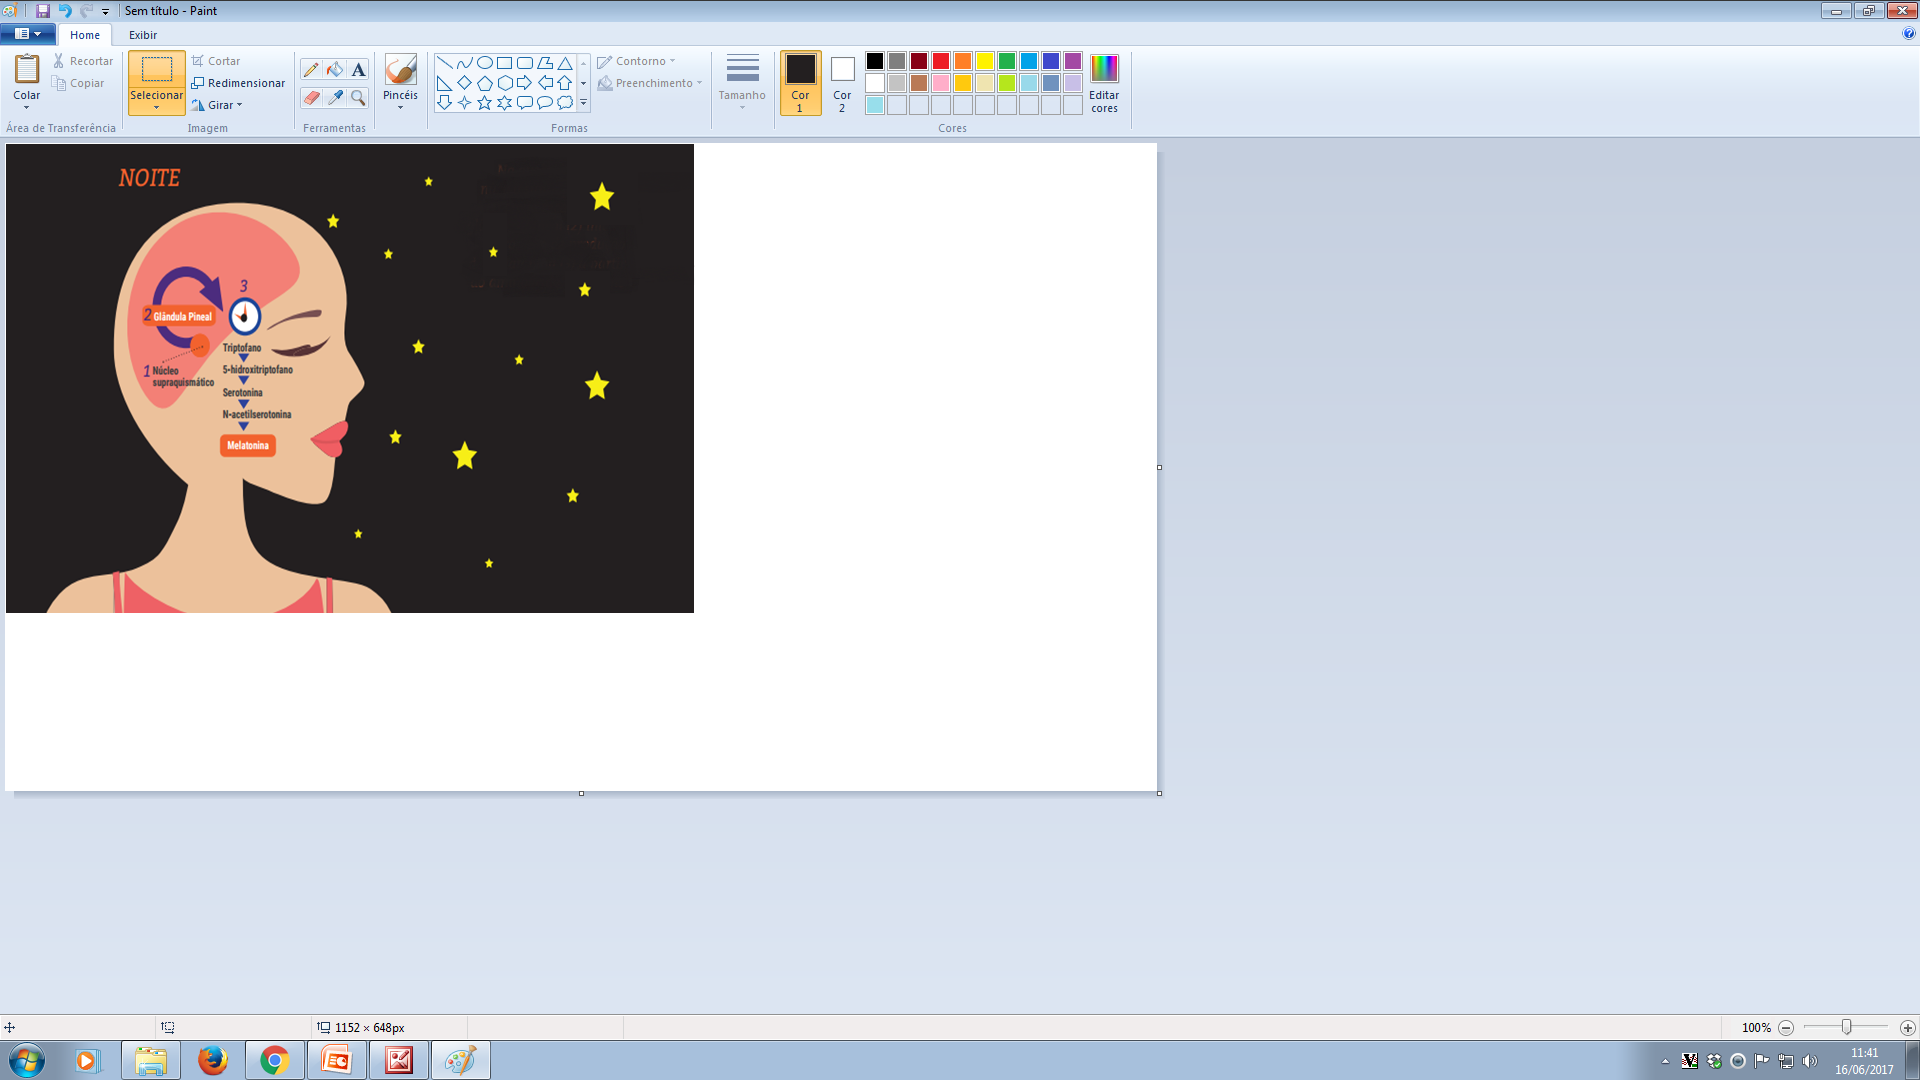 Sem título - Paint
Home Exibir
Colar
Recortar
Copiar
Área de Transferência
Selecionar
Cortar
Redimensionar
Girar
Imagem
A
Ferramentas
Pincéis
Formas
Contorno
Preenchimento
Tamanho
Cor
1
Cor
2
Cores
Editar
cores
NOITE
3
2 Glândula Pineal
1 Núcleo
supraquismático
Triptofano
5-hidroxitriptofano
Serotonina
N-acetilserotonina
Melatonina
1152 × 648px
100%
11:41
16/06/2017